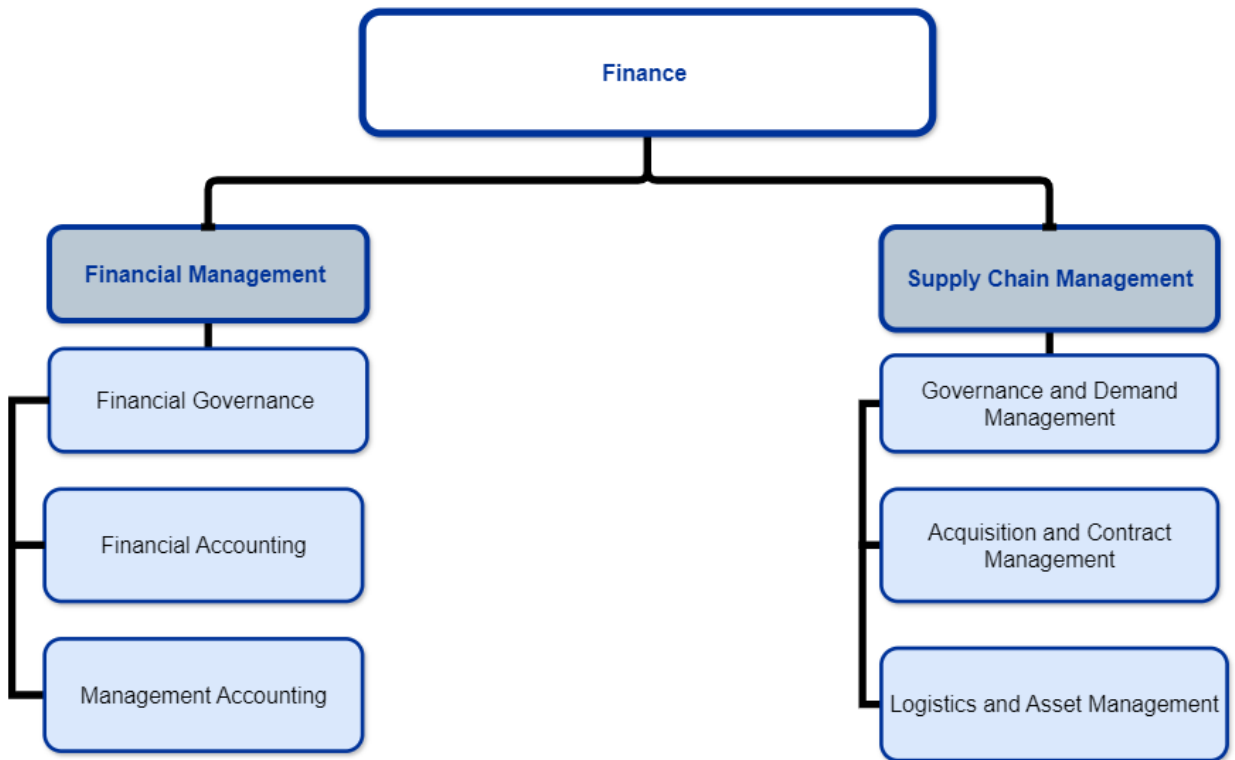 Finance
Financial Management
Financial Governance
Financial Accounting
Management Accounting
Supply Chain Management
Governance and Demand
Management
Acquisition and Contract
Management
Logistics and Asset Management